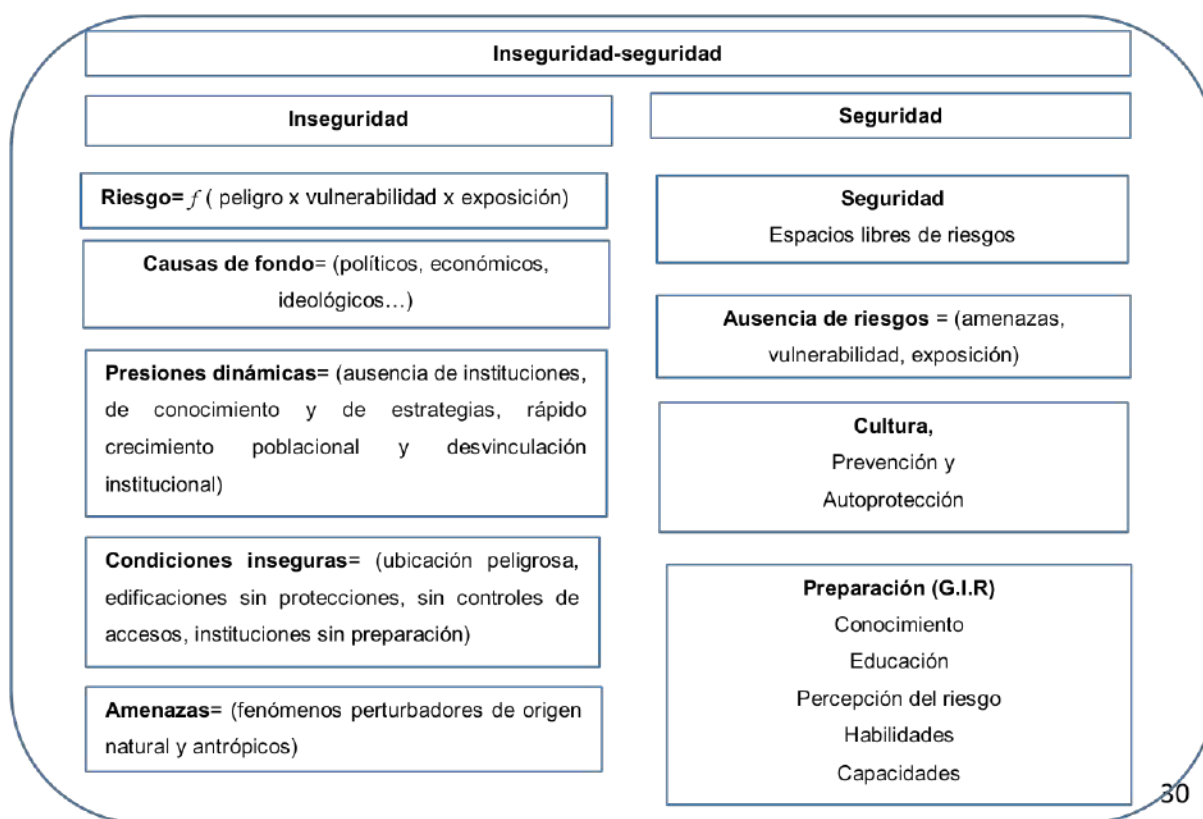 Inseguridad-seguridad
Inseguridad
Riesgo= f ( peligro x vulnerabilidad x exposición)
Causas de fondo= (políticos, económicos,
ideológicos…)
Presiones dinámicas= (ausencia de instituciones,
de conocimiento y de estrategias, rápido
crecimiento poblacional y desvinculación
institucional)
Condiciones inseguras= (ubicación peligrosa,
edificaciones sin protecciones, sin controles de
accesos, instituciones sin preparación)
Amenazas= (fenómenos perturbadores de origen
natural y antrópicos)
Seguridad
Seguridad
Espacios libres de riesgos
Ausencia de riesgos = (amenazas,
vulnerabilidad, exposición)
Cultura,
Prevención y
Autoprotección
Preparación (G.I.R)
Conocimiento
Educación
Percepción del riesgo
Habilidades
Capacidades
30